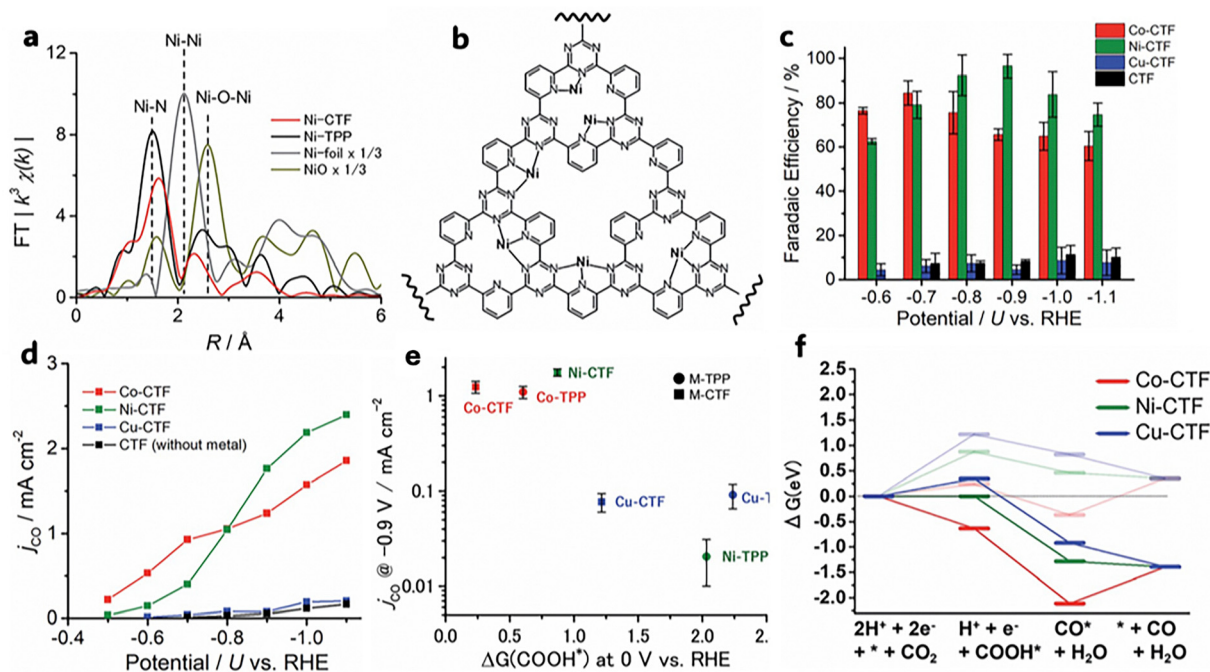 a
Ni-Ni
Ni-N
Ni-O-Ni
Ni-CTF
Ni-TPP
Ni-foil x 1/3
NiO x 1/3
FT | k³ χ(k) |
12
8
4
0
0 2 4 6
R / Å
b
N N N
Ni
Ni
Ni
Ni
Ni
Ni
c
Co-CTF
Ni-CTF
Cu-CTF
CTF
Faradaic Efficiency / %
100
80
60
40
20
10
0
-0.6 -0.7 -0.8 -0.9 -1.0 -1.1
Potential / U vs. RHE
d
Co-CTF
Ni-CTF
Cu-CTF
CTF (without metal)
jCO / mA cm⁻²
3
2
1
0
-0.4 -0.6 -0.8 -1.0
Potential / U vs. RHE
e
M-TPP
M-CTF
Ni-CTF
Co-CTF
Co-TPP
Cu-CTF
Cu-T
Ni-TPP
jCO @ −0.9 V / mA cm⁻²
1
0.1
0.01
0.0 0.5 1.0 1.5 2.0 2.
ΔG(COOH*) at 0 V vs. RHE
f
Co-CTF
Ni-CTF
Cu-CTF
ΔG(eV)
2.5
2.0
1.5
1.0
0.5
0.0
-0.5
-1.0
-1.5
-2.0
2H⁺ + 2e⁻ H⁺ + e⁻ CO* * + CO
+ * + CO₂ + COOH* + H₂O + H₂O